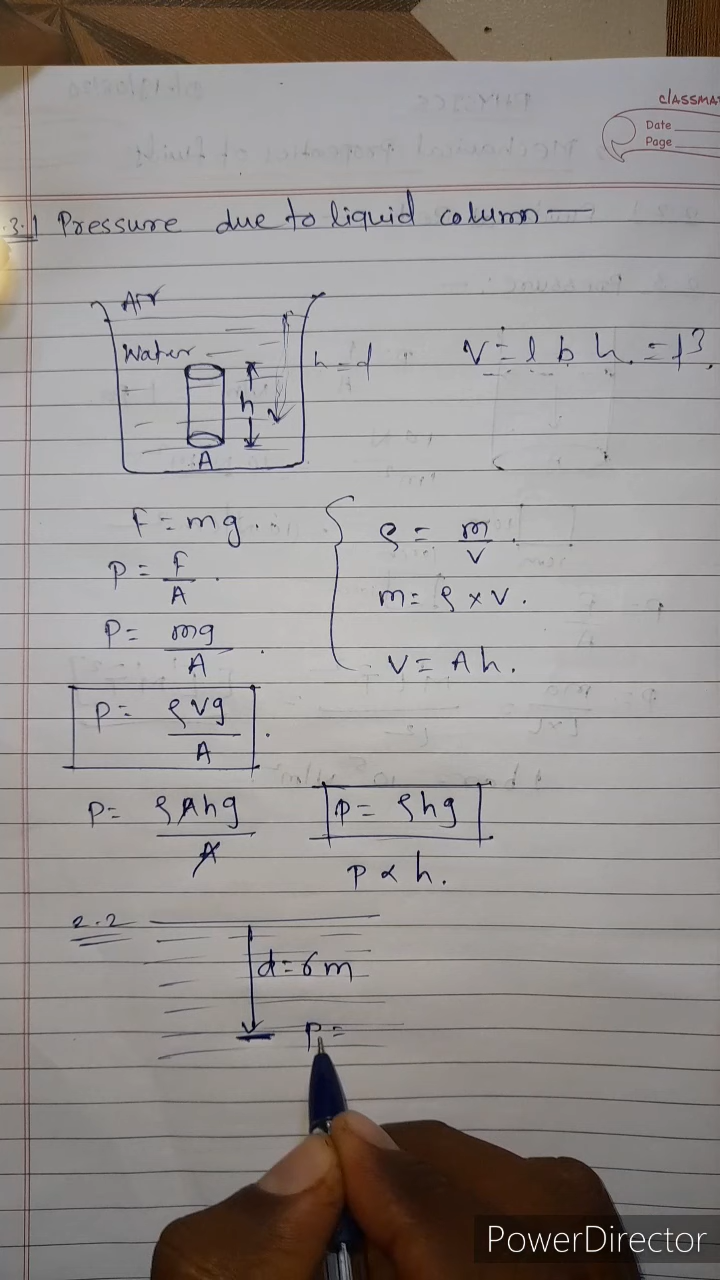 classmate
Date
Page
.3.1 Pressure due to liquid column —
Air
Water
h = d
V = l b h = l³
h
A
F = mg
P = F/A
P = mg/A
P = ρVg/A
ρ = m/V
m = ρ × V.
V = Ah.
P = ρAhg/A
P = ρhg
P ∝ h.
2.2
d = 6 m
P =
PowerDirector